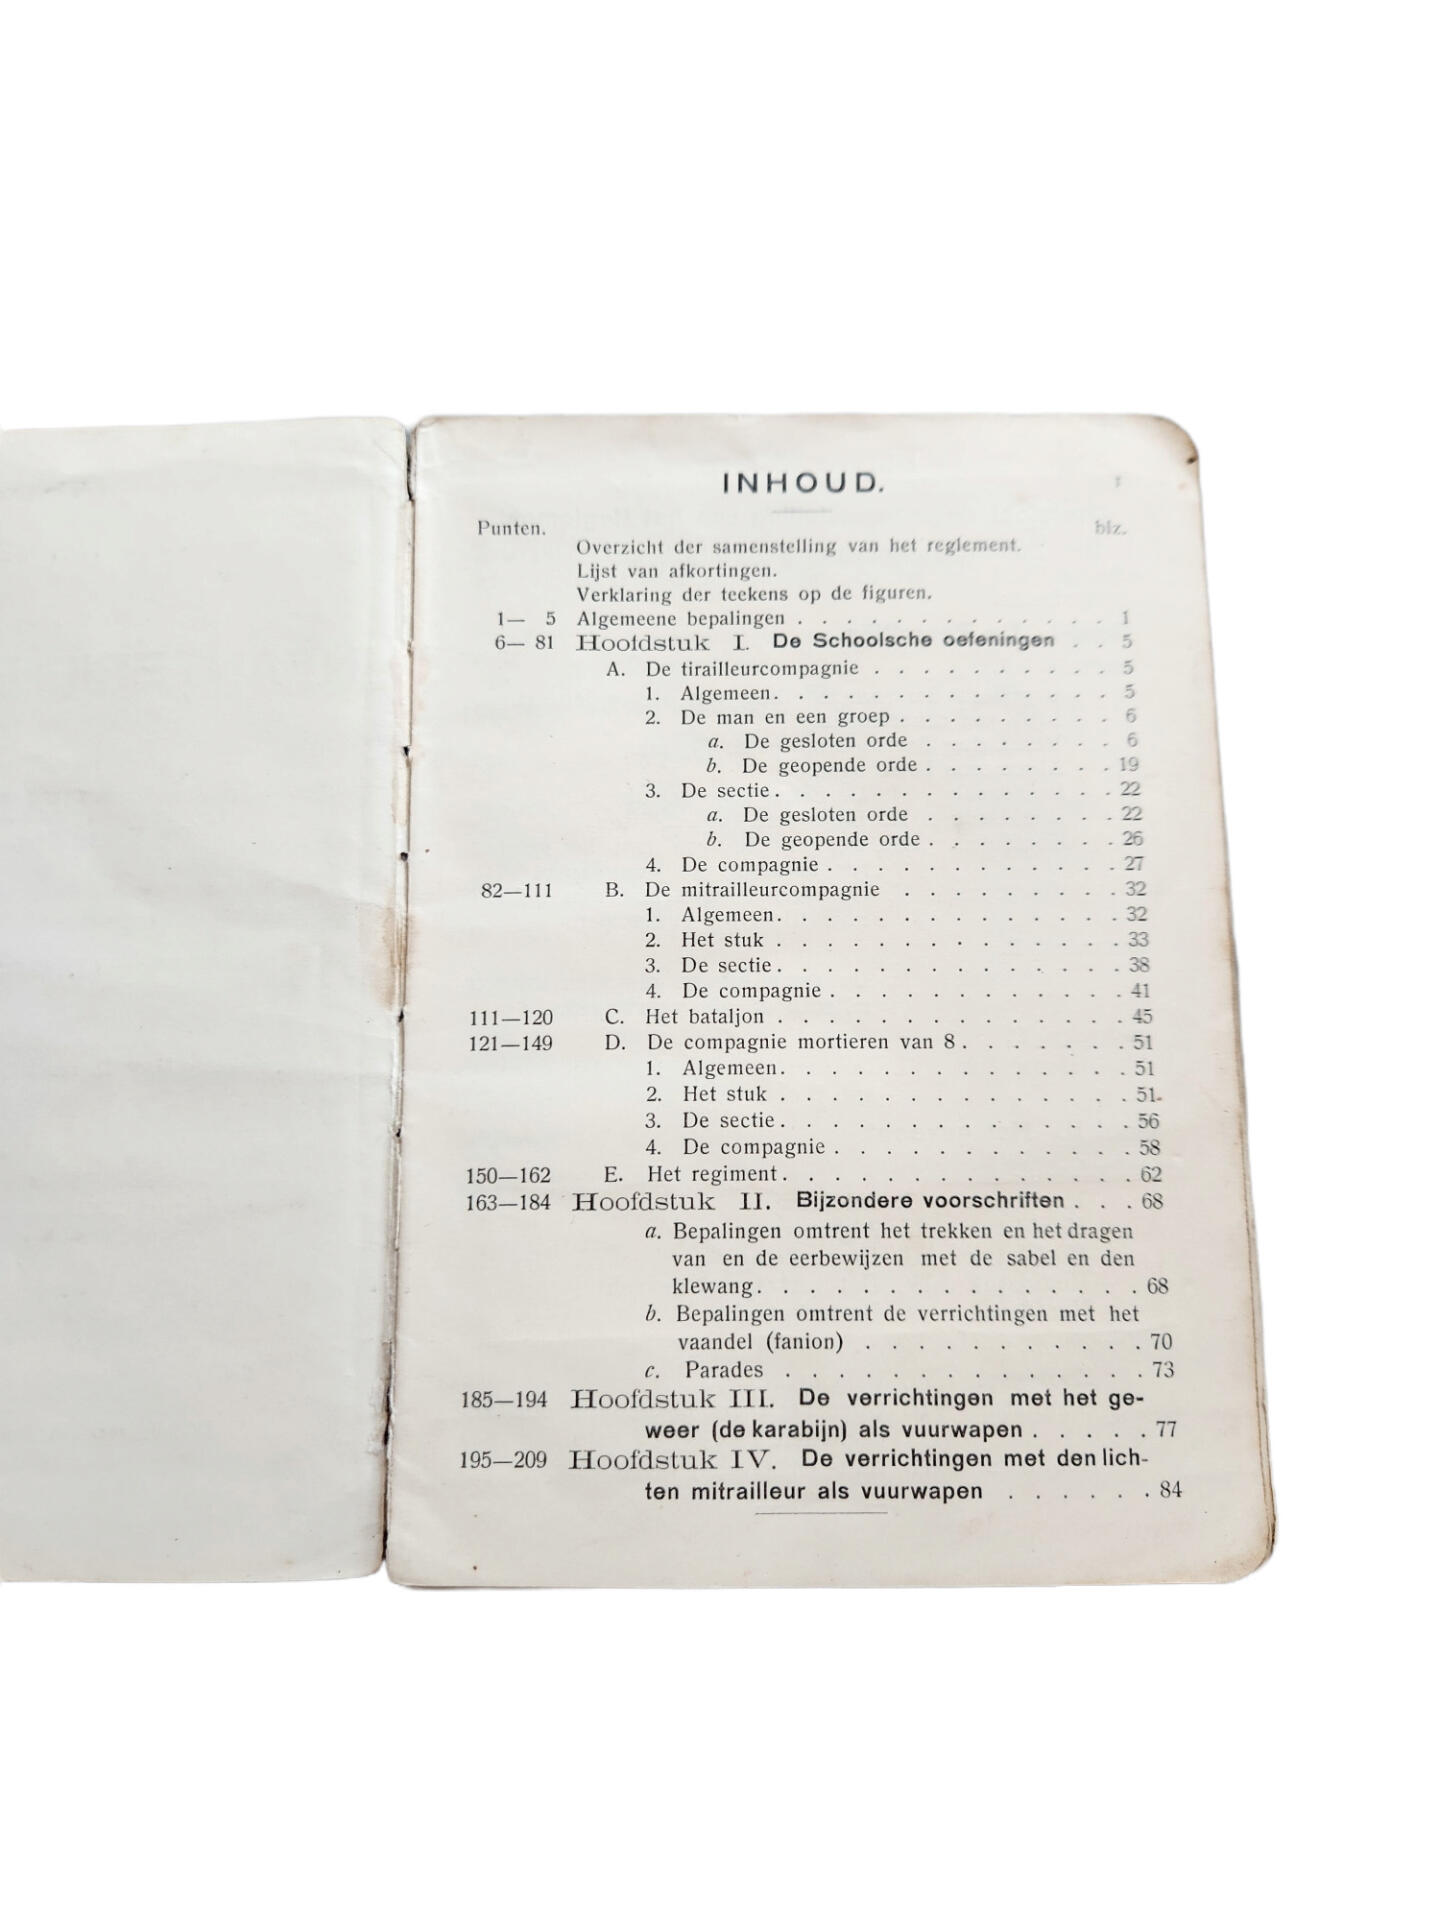 INHOUD.
Punten. blz.
Overzicht der samenstelling van het reglement.
Lijst van afkortingen.
Verklaring der teekens op de figuren.
1— 5 Algemeene bepalingen . . . . . . . . . . . . . 1
6— 81 Hoofdstuk I. De Schoolsche oefeningen . . 5
A. De tirailleurcompagnie . . . . . . . . . . 5
1. Algemeen. . . . . . . . . . . . . . 5
2. De man en een groep . . . . . . . . . 6
a. De gesloten orde . . . . . . . . 6
b. De geopende orde . . . . . . . . 19
3. De sectie. . . . . . . . . . . . . . 22
a. De gesloten orde . . . . . . . . 22
b. De geopende orde . . . . . . . . 26
4. De compagnie . . . . . . . . . . . . 27
82—111 B. De mitrailleurcompagnie . . . . . . . . . 32
1. Algemeen. . . . . . . . . . . . . . 32
2. Het stuk . . . . . . . . . . . . . . 33
3. De sectie. . . . . . . . . . . . . . 38
4. De compagnie . . . . . . . . . . . . 41
111—120 C. Het bataljon . . . . . . . . . . . . . . 45
121—149 D. De compagnie mortieren van 8 . . . . . . . 51
1. Algemeen. . . . . . . . . . . . . . 51
2. Het stuk . . . . . . . . . . . . . . 51
3. De sectie. . . . . . . . . . . . . . 56
4. De compagnie . . . . . . . . . . . . 58
150—162 E. Het regiment. . . . . . . . . . . . . . 62
163—184 Hoofdstuk II. Bijzondere voorschriften . . . 68
a. Bepalingen omtrent het trekken en het dragen
van en de eerbewijzen met de sabel en den
klewang. . . . . . . . . . . . . . . 68
b. Bepalingen omtrent de verrichtingen met het
vaandel (fanion) . . . . . . . . . . . 70
c. Parades . . . . . . . . . . . . . . 73
185—194 Hoofdstuk III. De verrichtingen met het ge-
weer (de karabijn) als vuurwapen . . . . . 77
195—209 Hoofdstuk IV. De verrichtingen met den lich-
ten mitrailleur als vuurwapen . . . . . . 84